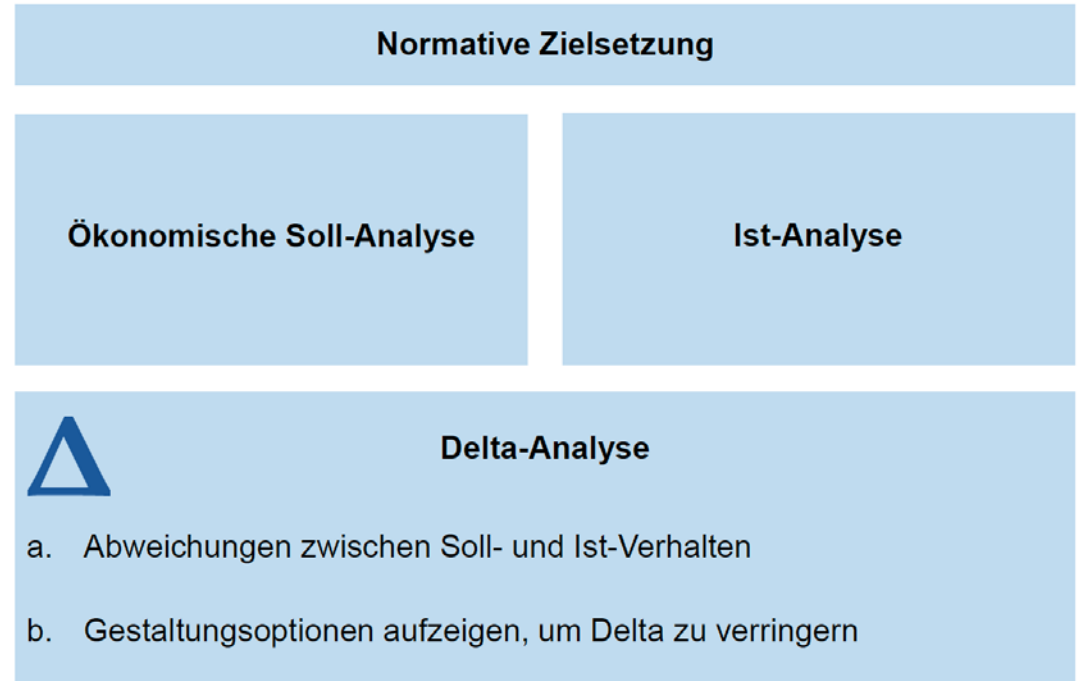 Normative Zielsetzung
Ökonomische Soll-Analyse
Ist-Analyse
Δ
Delta-Analyse
a. Abweichungen zwischen Soll- und Ist-Verhalten
b. Gestaltungsoptionen aufzeigen, um Delta zu verringern